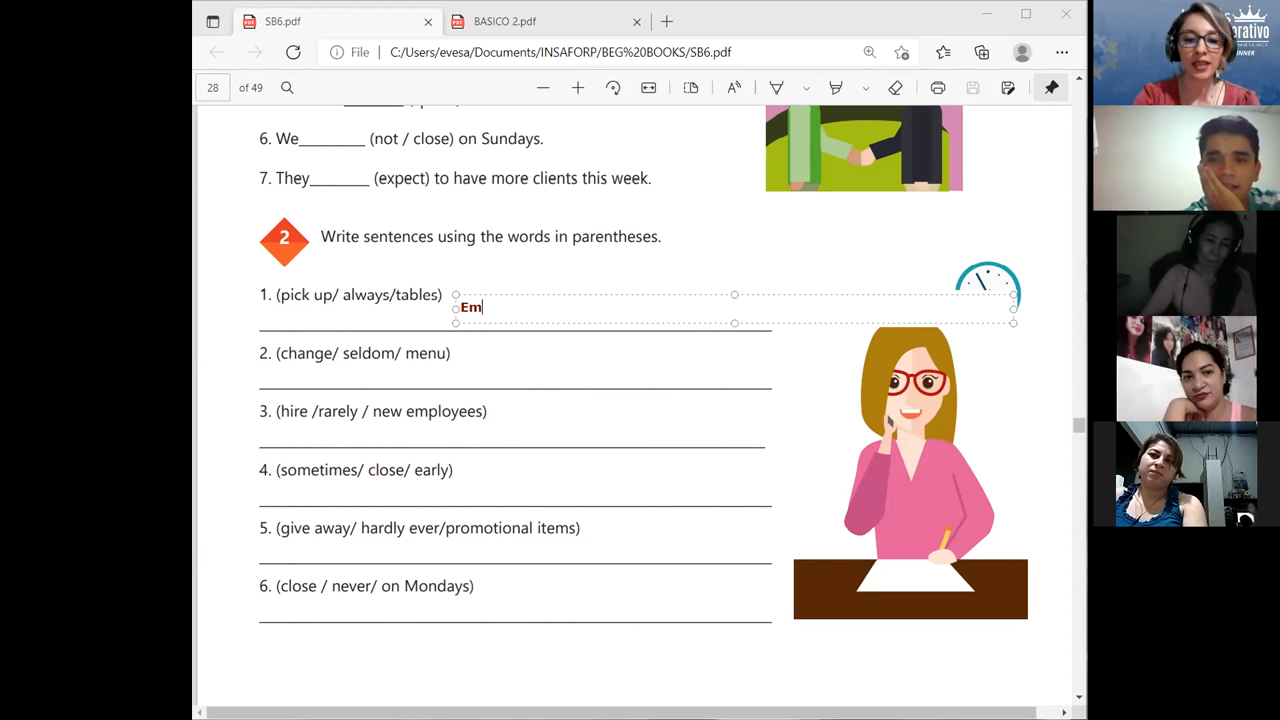 SB6.pdf
BASICO 2.pdf
File
C:/Users/evesa/Documents/INSAFORP/BEG%20BOOKS/SB6.pdf
28 of 49
6. We________ (not / close) on Sundays.
7. They_______ (expect) to have more clients this week.
2
Write sentences using the words in parentheses.
1. (pick up/ always/tables)
Em
2. (change/ seldom/ menu)
3. (hire /rarely / new employees)
4. (sometimes/ close/ early)
5. (give away/ hardly ever/promotional items)
6. (close / never/ on Mondays)